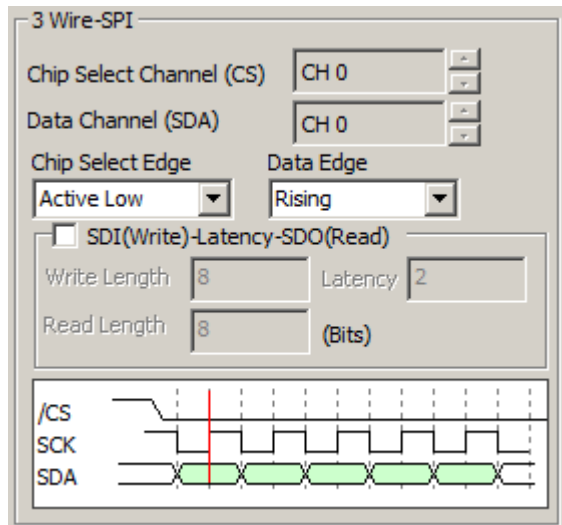 3 Wire-SPI
Chip Select Channel (CS) CH 0
Data Channel (SDA) CH 0
Chip Select Edge Data Edge
Active Low Rising
SDI(Write)-Latency-SDO(Read)
Write Length 8 Latency 2
Read Length 8 (Bits)
/CS
SCK
SDA